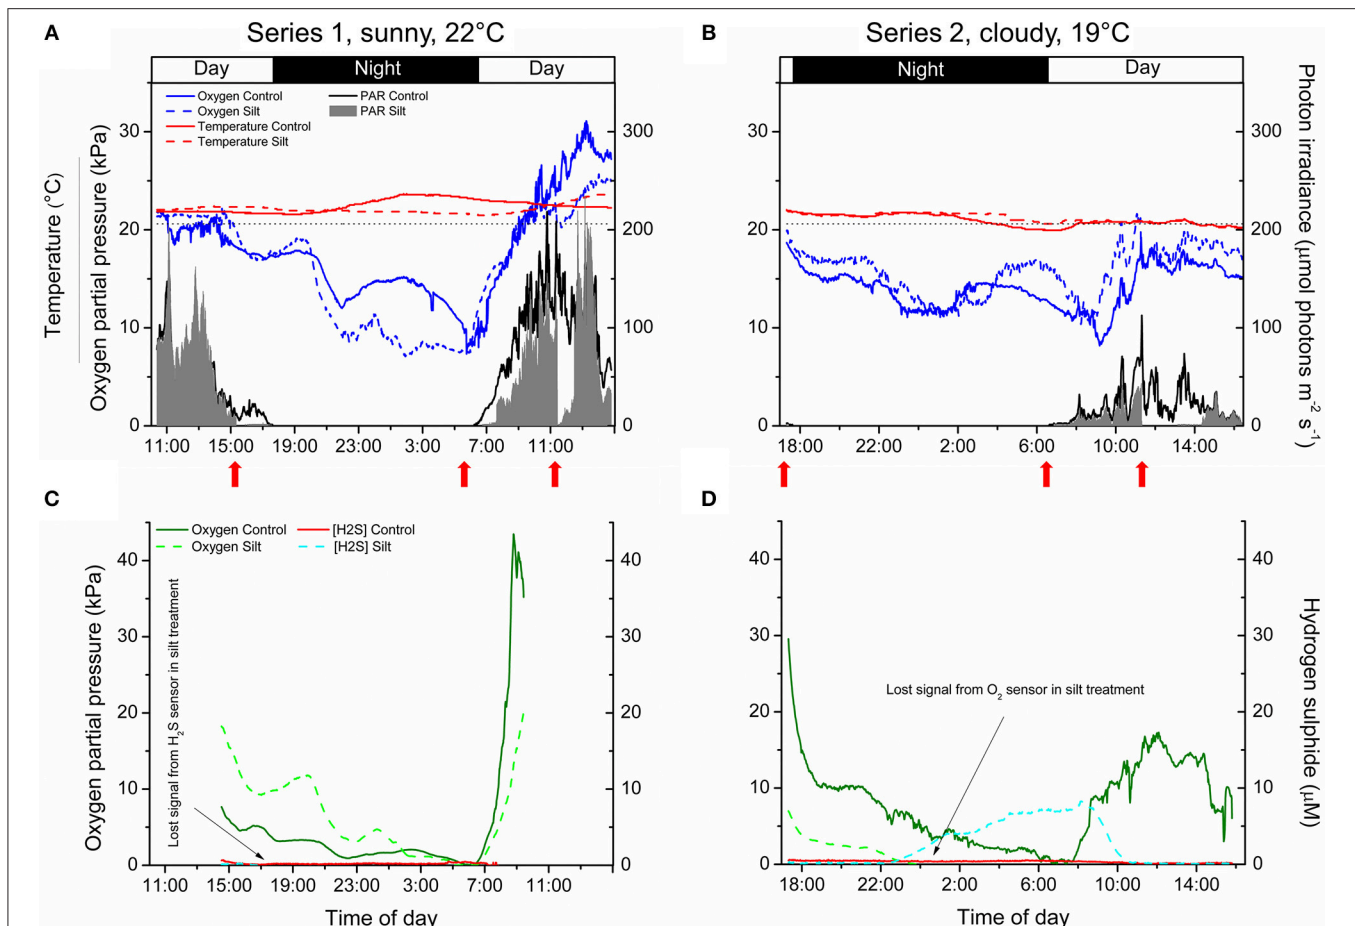 A
Series 1, sunny, 22°C
Day
Night
Day
Oxygen Control
Oxygen Silt
Temperature Control
Temperature Silt
PAR Control
PAR Silt
Temperature (°C)
Oxygen partial pressure (kPa)
30
20
10
0
300
200
100
0
11:00 15:00 19:00 23:00 3:00 7:00 11:00
B
Series 2, cloudy, 19°C
Night
Day
30
20
10
0
300
200
100
0
Photon irradiance (μmol photons m-2 s-1)
18:00 22:00 2:00 6:00 10:00 14:00
C
Oxygen Control
Oxygen Silt
[H2S] Control
[H2S] Silt
Lost signal from H2S sensor in silt treatment
Oxygen partial pressure (kPa)
40
30
20
10
0
40
30
20
10
0
11:00 15:00 19:00 23:00 3:00 7:00 11:00
Time of day
D
Lost signal from O2 sensor in silt treatment
40
30
20
10
0
40
30
20
10
0
Hydrogen sulphide (μM)
18:00 22:00 2:00 6:00 10:00 14:00
Time of day